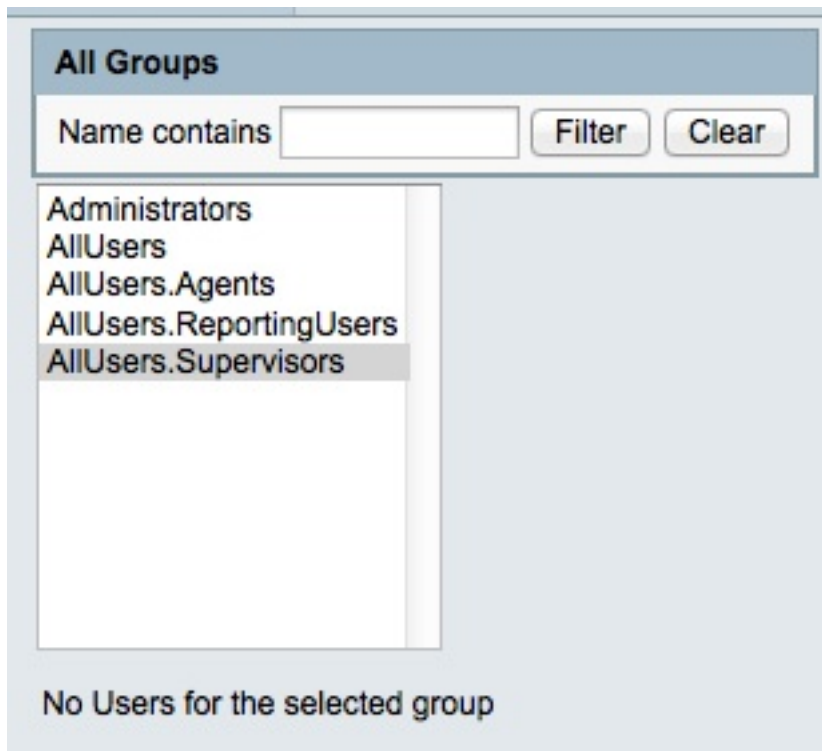 All Groups
Name contains Filter Clear
Administrators
AllUsers
AllUsers.Agents
AllUsers.ReportingUsers
AllUsers.Supervisors
No Users for the selected group